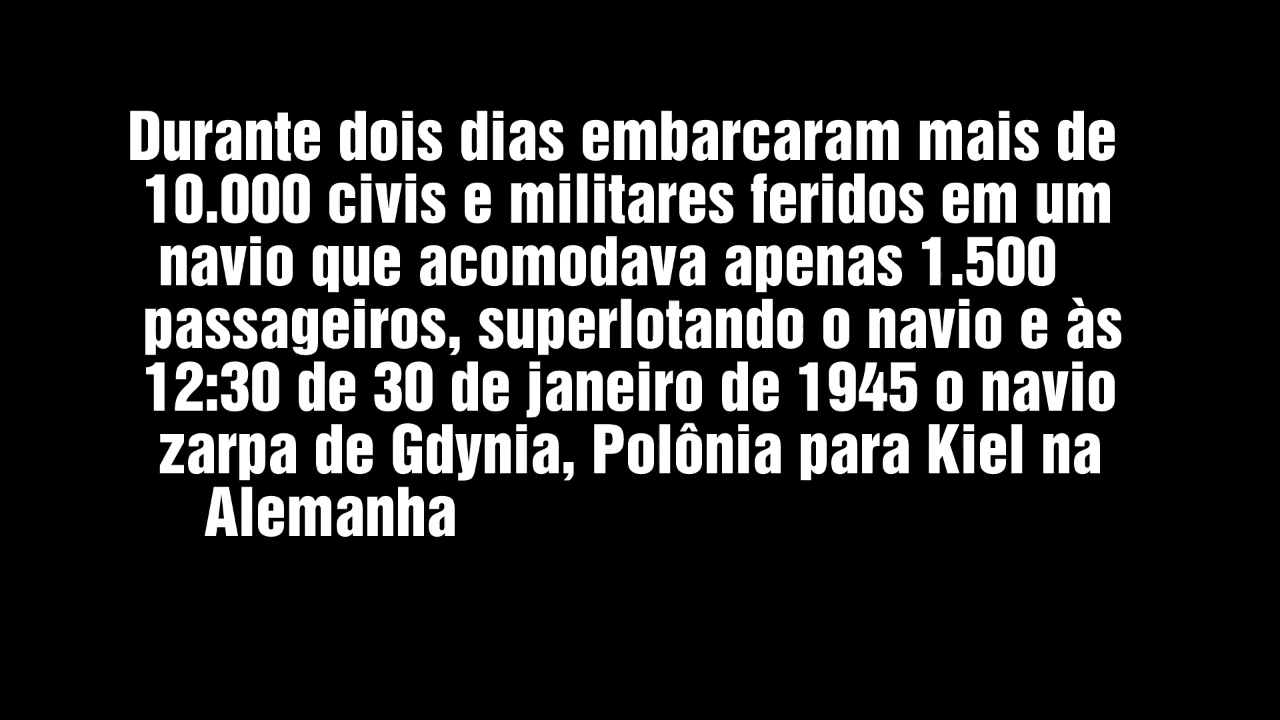 Durante dois dias embarcaram mais de
10.000 civis e militares feridos em um
navio que acomodava apenas 1.500
passageiros, superlotando o navio e às
12:30 de 30 de janeiro de 1945 o navio
zarpa de Gdynia, Polônia para Kiel na
Alemanha